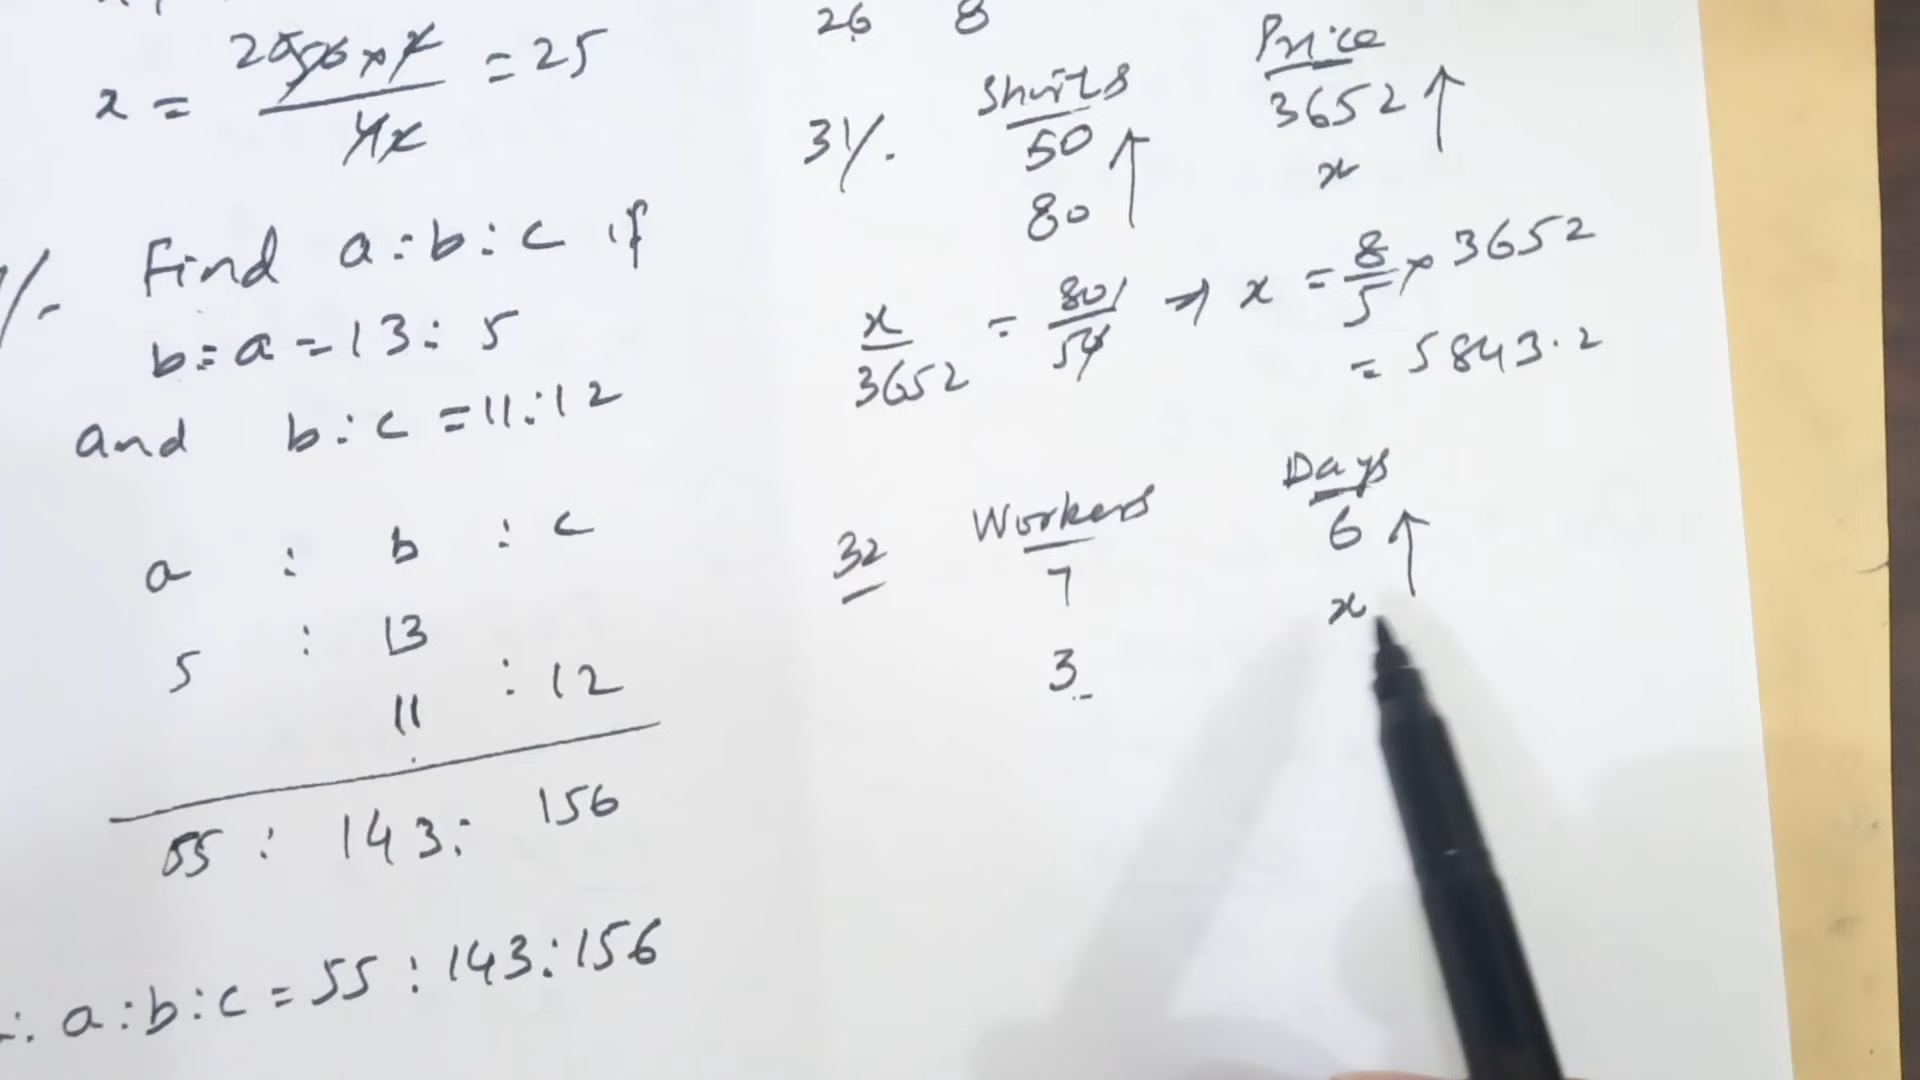 x = 2500 × x / 4x = 25
/. Find a : b : c if
b : a = 13 : 5
and b : c = 11 : 12
a : b : c
5 : 13
11 : 12
55 : 143 : 156
∴ a : b : c = 55 : 143 : 156
26 8
31/. Shirts Price
50 ↑ 3652 ↑
80 x
x / 3652 = 80 / 50 ⇒ x = 8/5 × 3652
= 5843.2
32 Workers Days
7 6 ↑
3 x